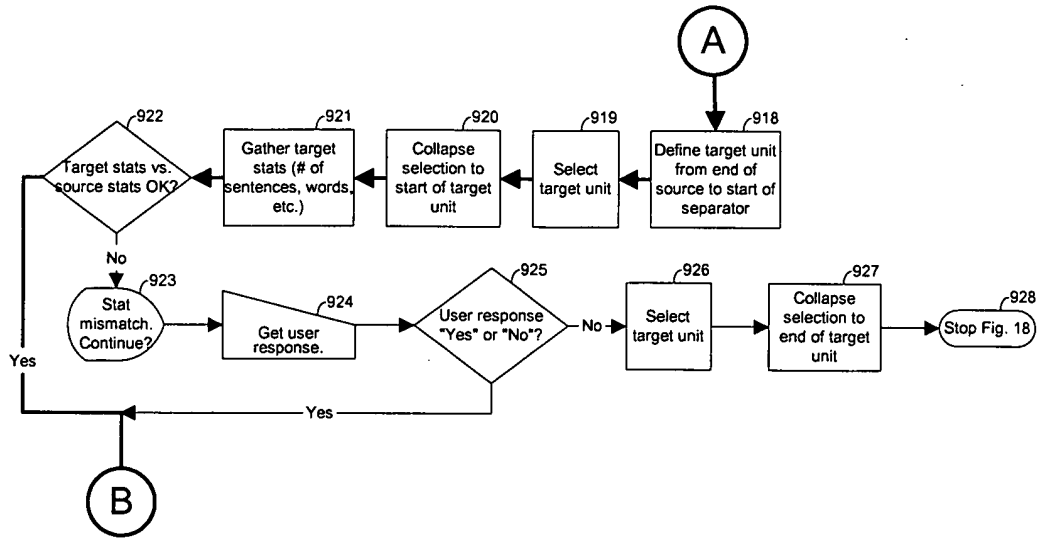 A
918
Define target unit
from end of
source to start of
separator
919
Select
target unit
920
Collapse
selection to
start of target
unit
921
Gather target
stats (# of
sentences, words,
etc.)
922
Target stats vs.
source stats OK?
No
923
Stat
mismatch.
Continue?
924
Get user
response.
925
User response
"Yes" or "No"?
No
926
Select
target unit
927
Collapse
selection to
end of target
unit
928
Stop Fig. 18
Yes
Yes
B